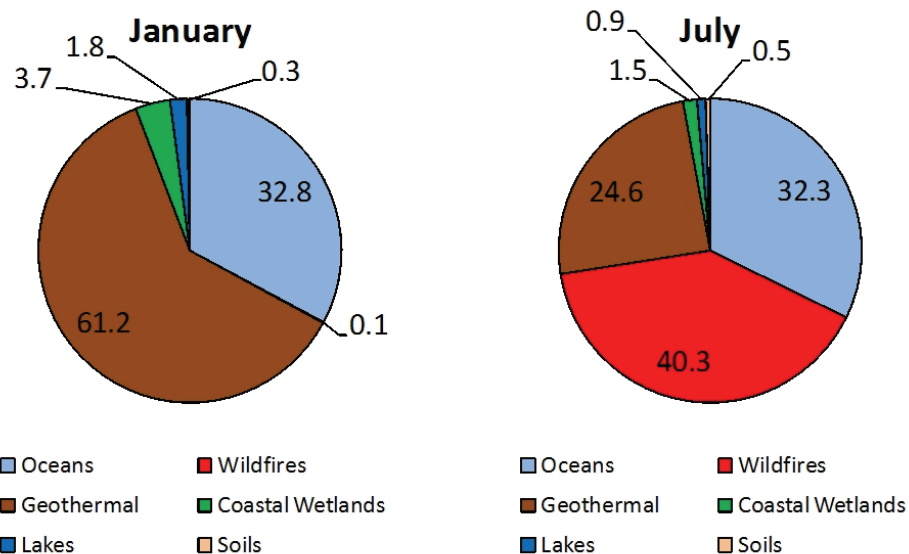 January
July
1.8
0.3
0.9
0.5
3.7
1.5
32.8
24.6
32.3
61.2
0.1
40.3
Oceans Wildfires
Geothermal Coastal Wetlands
Lakes Soils
Oceans Wildfires
Geothermal Coastal Wetlands
Lakes Soils